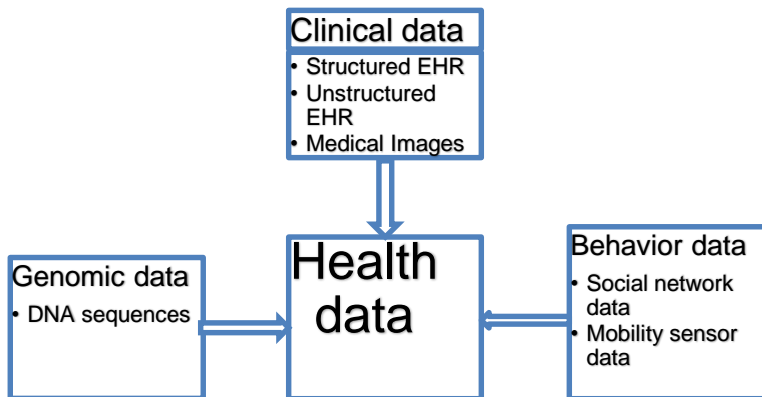 Clinical data
• Structured EHR
• Unstructured
EHR
• Medical Images
Genomic data
• DNA sequences
Health
data
Behavior data
• Social network
data
• Mobility sensor
data